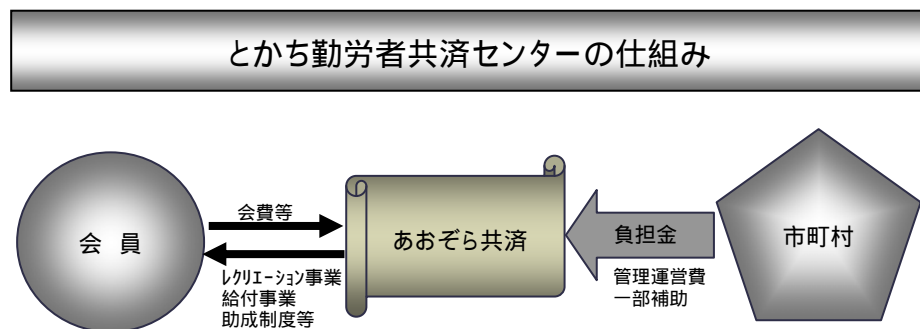 とかち勤労者共済センターの仕組み
会 員
会費等
ﾚｸﾘｴｰｼｮﾝ事業
給付事業
助成制度等
あおぞら共済
負担金
管理運営費
一部補助
市町村